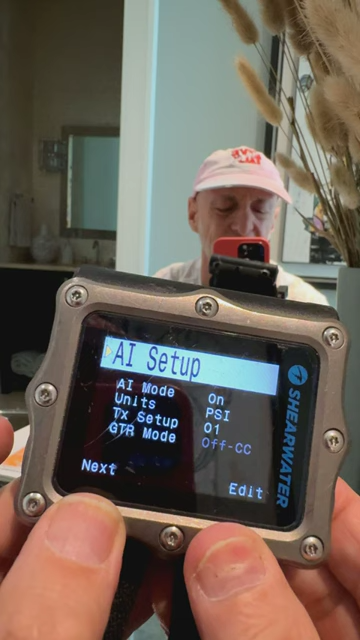 AI Setup
AI Mode On
Units PSI
Tx Setup 01
GTR Mode Off-CC
Next
Edit
SHEARWATER